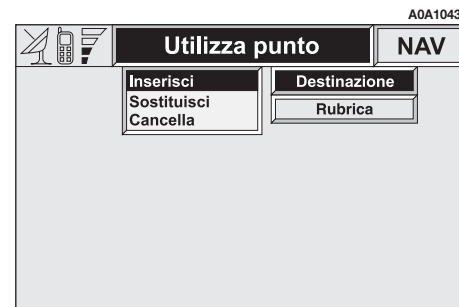 A0A1043
Utilizza punto
NAV
Inserisci
Sostituisci
Cancella
Destinazione
Rubrica